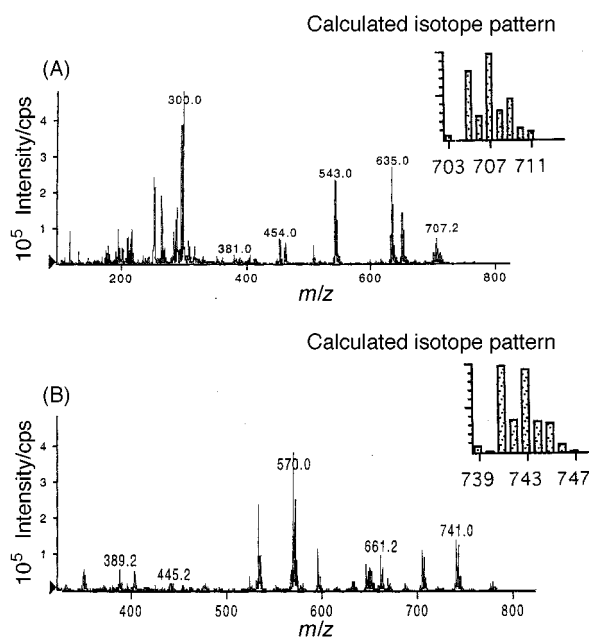 Calculated isotope pattern
(A)
300.0
4
3
2
1
10⁵ Intensity/cps
381.0
454.0
543.0
635.0
707.2
703 707 711
200 400 600 800
m/z
Calculated isotope pattern
(B)
570.0
4
3
2
1
10⁵ Intensity/cps
389.2
445.2
661.2
741.0
739 743 747
400 500 600 700 800
m/z